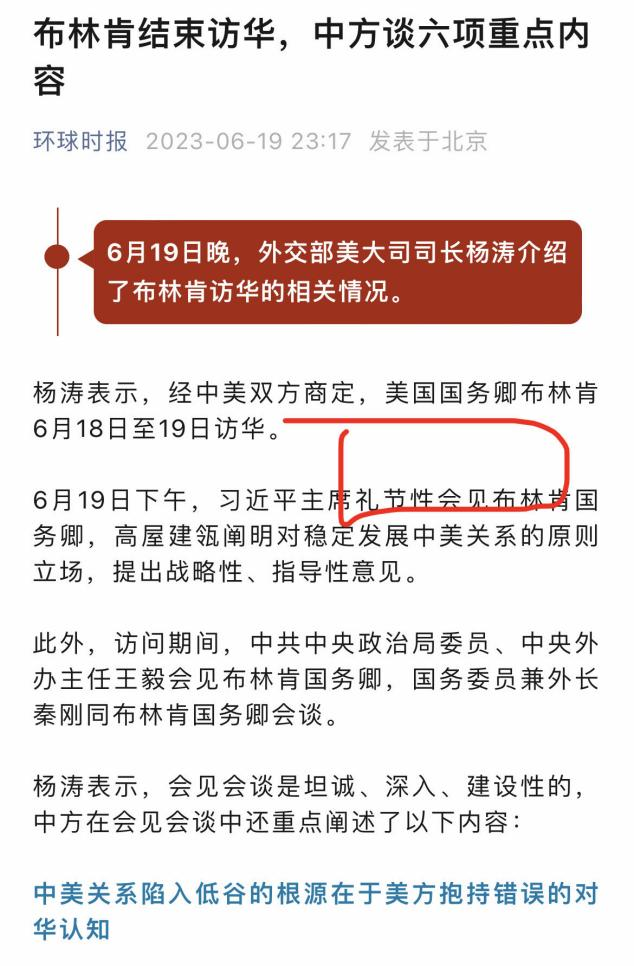 布林肯结束访华，中方谈六项重点内
容
环球时报 2023-06-19 23:17 发表于北京
6月19日晚，外交部美大司司长杨涛介绍
了布林肯访华的相关情况。
杨涛表示，经中美双方商定，美国国务卿布林肯
6月18日至19日访华。
6月19日下午，习近平主席礼节性会见布林肯国
务卿，高屋建瓴阐明对稳定发展中美关系的原则
立场，提出战略性、指导性意见。
此外，访问期间，中共中央政治局委员、中央外
办主任王毅会见布林肯国务卿，国务委员兼外长
秦刚同布林肯国务卿会谈。
杨涛表示，会见会谈是坦诚、深入、建设性的，
中方在会见会谈中还重点阐述了以下内容：
中美关系陷入低谷的根源在于美方抱持错误的对
华认知